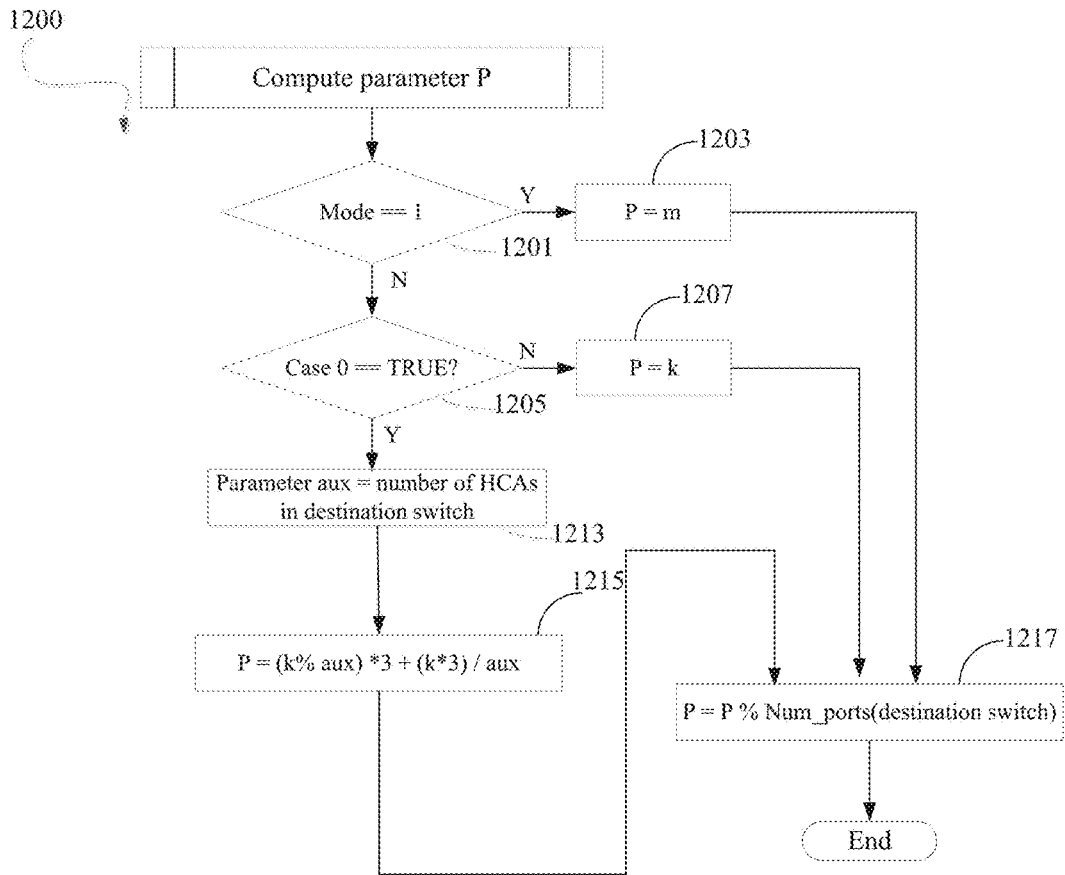 1200
Compute parameter P
1203
Mode == 1
Y
P = m
1201
N
1207
Case 0 == TRUE?
N
P = k
1205
Y
Parameter aux = number of HCAs
in destination switch
1213
1215
P = (k% aux) *3 + (k*3) / aux
1217
P = P % Num_ports(destination switch)
End